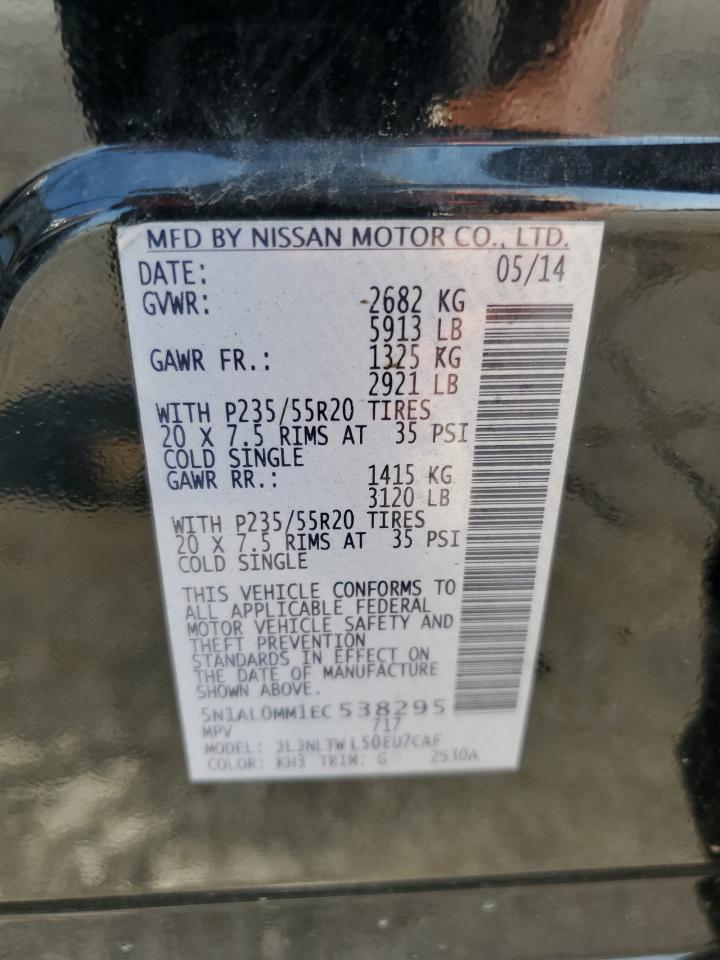 MFD BY NISSAN MOTOR CO., LTD.
DATE: 05/14
GVWR: 2682 KG
5913 LB
GAWR FR.: 1325 KG
2921 LB
WITH P235/55R20 TIRES
20 X 7.5 RIMS AT 35 PSI
COLD SINGLE
GAWR RR.: 1415 KG
3120 LB
WITH P235/55R20 TIRES
20 X 7.5 RIMS AT 35 PSI
COLD SINGLE
THIS VEHICLE CONFORMS TO
ALL APPLICABLE FEDERAL
MOTOR VEHICLE SAFETY AND
THEFT PREVENTION
STANDARDS IN EFFECT ON
THE DATE OF MANUFACTURE
SHOWN ABOVE.
5N1AL0MM1EC 538295
MPV 717
MODEL:
COLOR: KH3 TRIM: G 2S30A